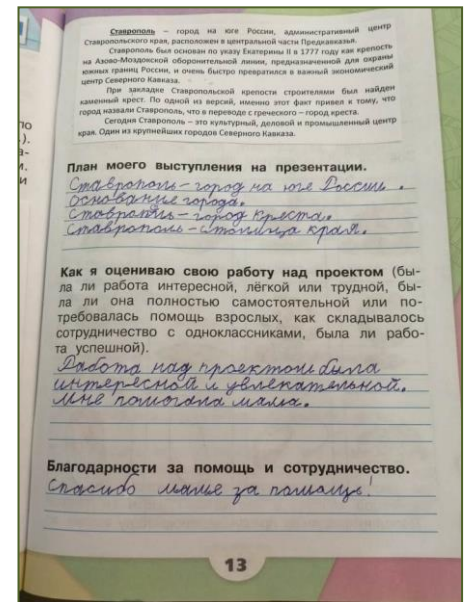 Ставрополь – город на юге России, административный центр
Ставропольского края, расположен в центральной части Предкавказья.
Ставрополь был основан по указу Екатерины II в 1777 году как крепость
на Азово-Моздокской оборонительной линии, предназначенной для охраны
южных границ России, и очень быстро превратился в важный экономический
центр Северного Кавказа.
При закладке Ставропольской крепости строителями был найден
каменный крест. По одной из версий, именно этот факт привел к тому, что
город назвали Ставрополь, что в переводе с греческого – город креста.
Сегодня Ставрополь – это культурный, деловой и промышленный центр
края. Один из крупнейших городов Северного Кавказа.
План моего выступления на презентации.
Ставрополь – город на юге России.
Основание города.
Ставрополь – город Креста.
Ставрополь – столица края.
Как я оцениваю свою работу над проектом (бы-
ла ли работа интересной, лёгкой или трудной, бы-
ла ли она полностью самостоятельной или по-
требовалась помощь взрослых, как складывалось
сотрудничество с одноклассниками, была ли рабо-
та успешной).
Работа над проектом была
интересной и увлекательной.
Мне помогала мама.
Благодарности за помощь и сотрудничество.
Спасибо маме за помощь!
13